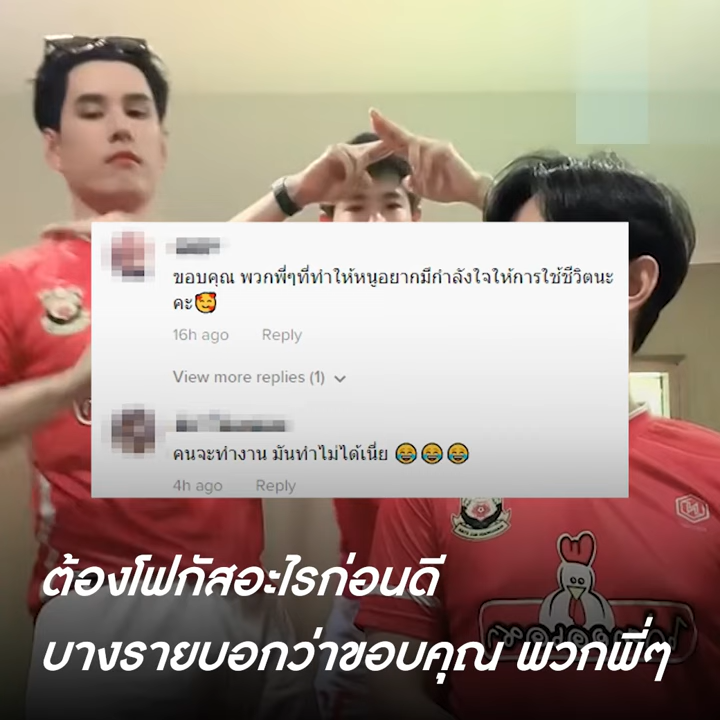 ขอบคุณ พวกพี่ๆที่ทำให้หนูอยากมีกำลังใจให้การใช้ชีวิตนะ
คะ🥰
16h ago Reply
View more replies (1)
คนจะทำงาน มันทำไม่ได้เนี่ย 😂😂😂
4h ago Reply
ต้องโฟกัสอะไรก่อนดี
บางรายบอกว่าขอบคุณ พวกพี่ๆ